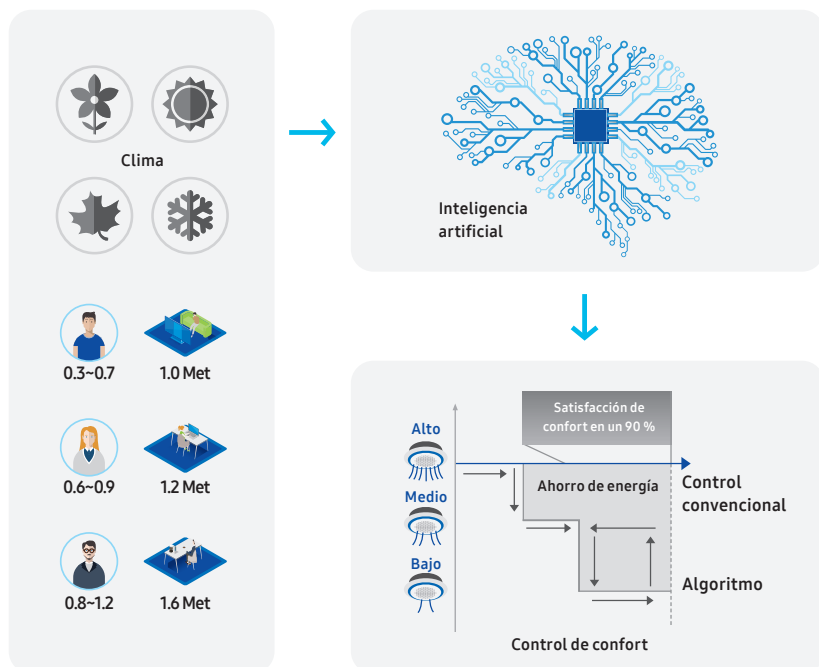 Clima
0.3~0.7
1.0 Met
0.6~0.9
1.2 Met
0.8~1.2
1.6 Met
Inteligencia
artificial
Satisfacción de
confort en un 90 %
Alto
Medio
Bajo
Ahorro de energía
Control
convencional
Algoritmo
Control de confort